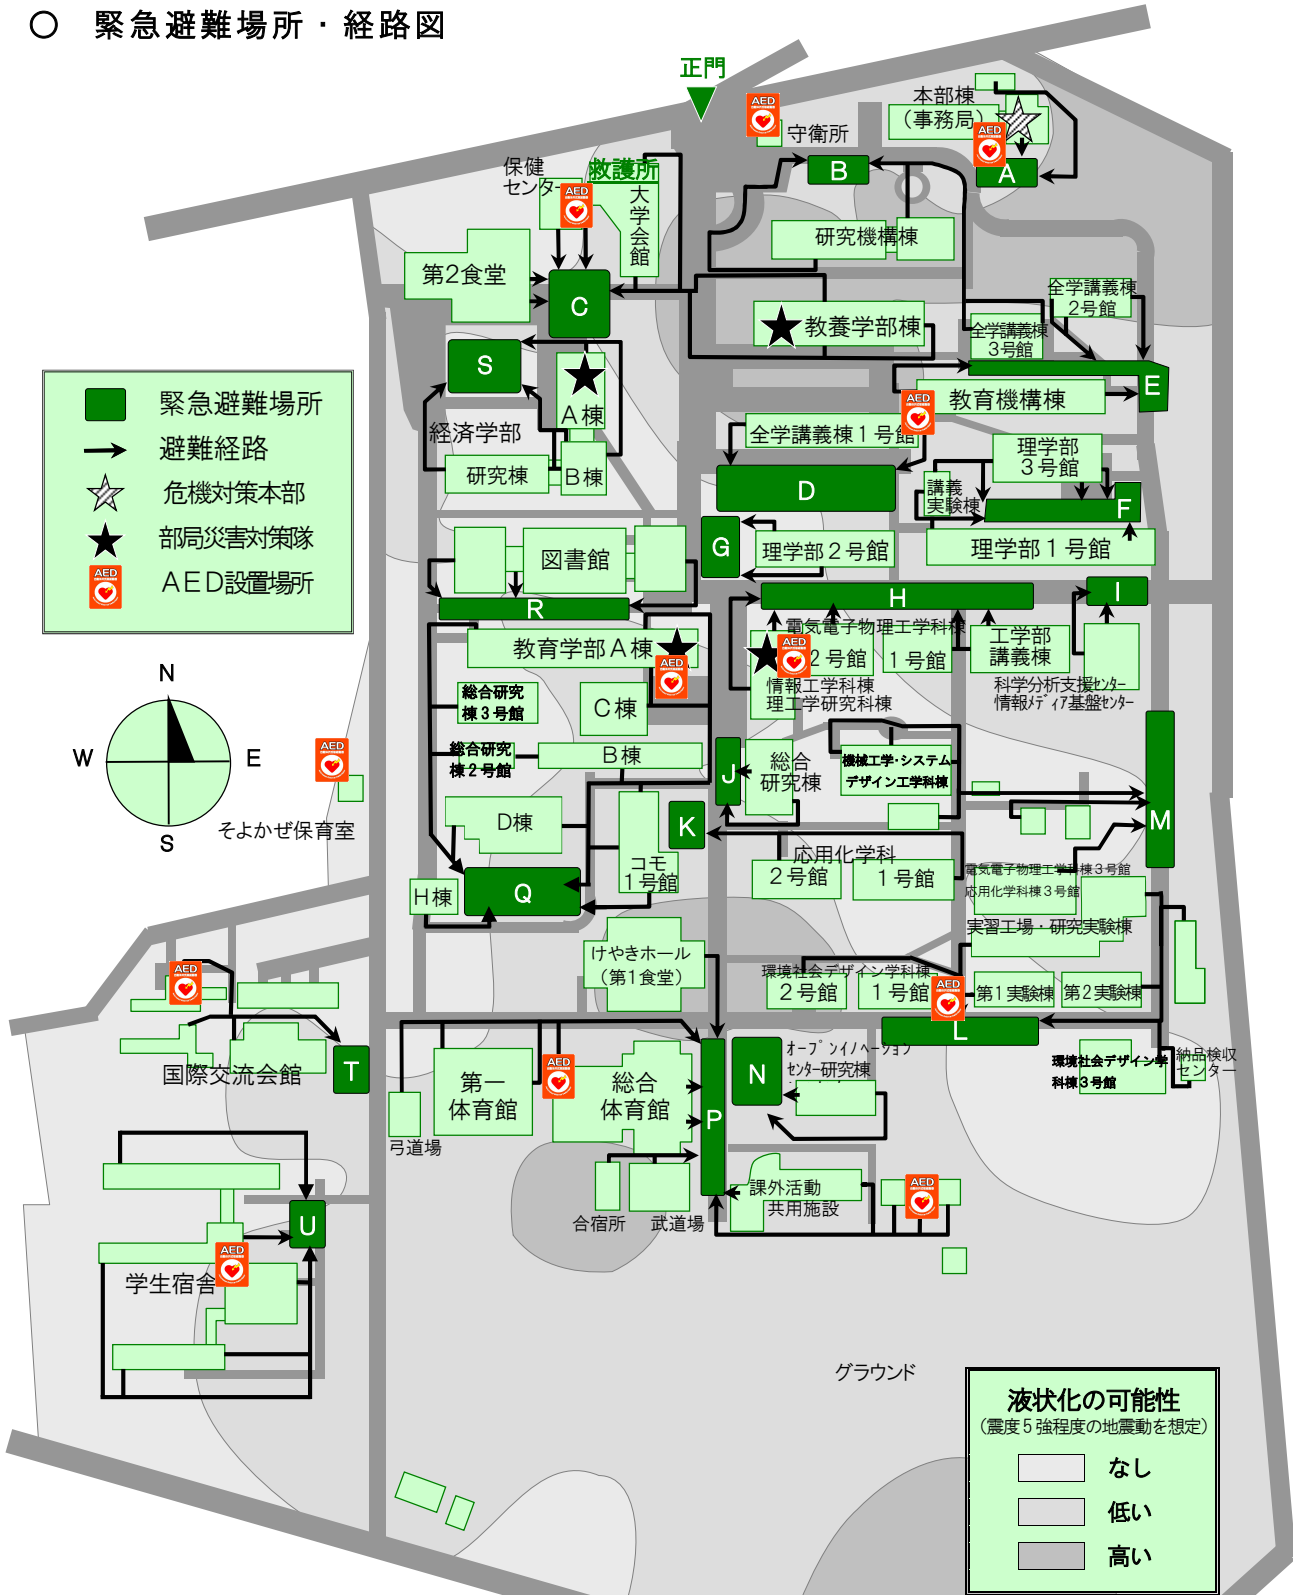 ○ 緊急避難場所・経路図
正門
AED
守衛所
本部棟
（事務局）
AED
A
B
保健
センター
救護所
AED
大学会館
研究機構棟
第2食堂
C
全学講義棟
2号館
教養学部棟
全学講義棟
3号館
S
E
緊急避難場所
避難経路
危機対策本部
部局災害対策隊
AED
AED設置場所
A棟
経済学部
研究棟
B棟
教育機構棟
AED
全学講義棟1号館
理学部
3号館
D
講義
実験棟
F
G
理学部2号館
理学部1号館
図書館
R
H
I
電気電子物理工学科棟
2号館
1号館
AED
工学部
講義棟
教育学部A棟
AED
情報工学科棟
理工学研究科棟
科学分析支援センター
情報メディア基盤センター
総合研究
棟3号館
C棟
総合研究
棟2号館
B棟
N
W
E
S
AED
そよかぜ保育室
J
総合
研究棟
機械工学・システム
デザイン工学科棟
M
D棟
K
コモ
1号館
応用化学科
2号館
1号館
電気電子物理工学科棟3号館
応用化学科棟3号館
H棟
Q
実習工場・研究実験棟
けやきホール
（第1食堂）
環境社会デザイン学科棟
2号館
1号館
AED
第1実験棟
第2実験棟
L
AED
国際交流会館
T
オープンイノベーション
センター研究棟
N
環境社会デザイン学
科棟3号館
納品検収
センター
第一
体育館
AED
総合
体育館
P
弓道場
合宿所
武道場
課外活動
共用施設
AED
U
AED
学生宿舎
グラウンド
液状化の可能性
（震度5強程度の地震動を想定）
なし
低い
高い